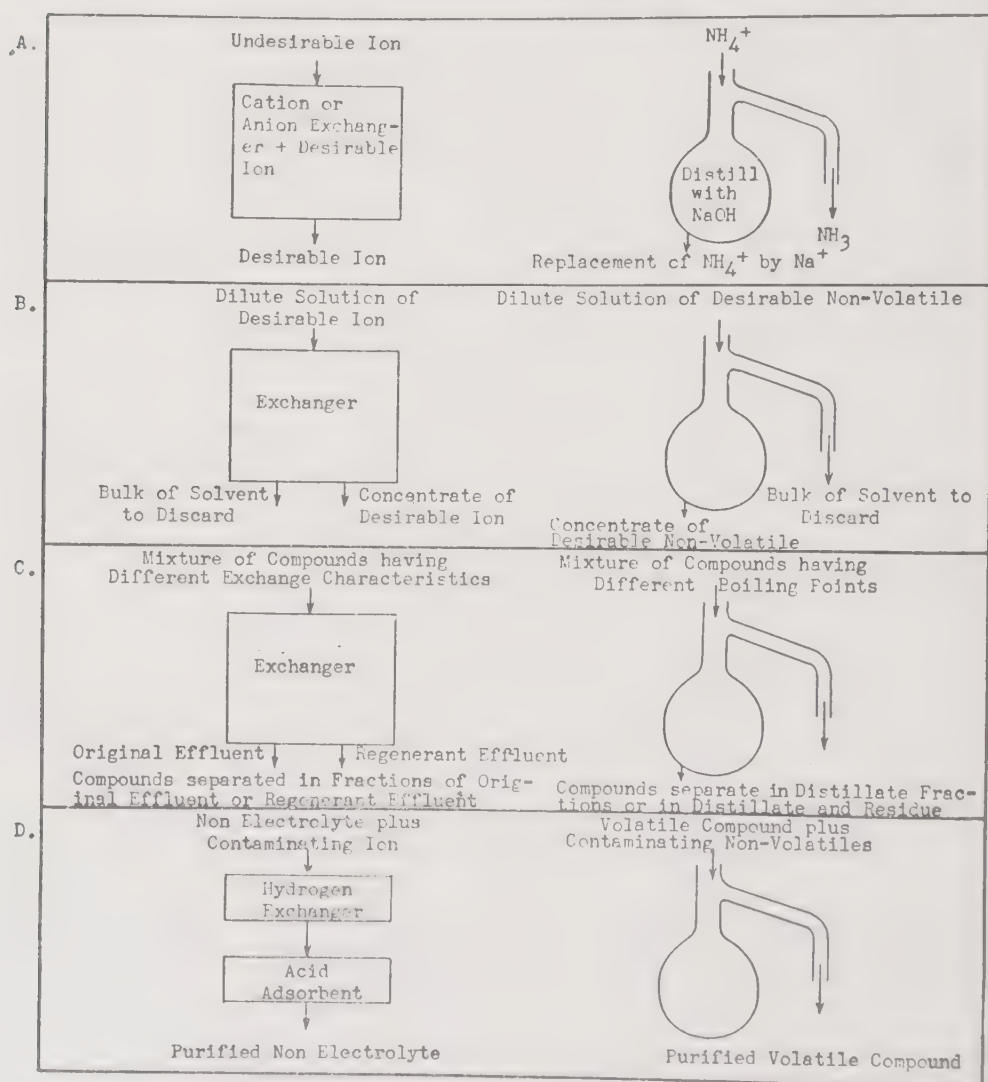 A.
Undesirable Ion
Cation or
Anion Exchang-
er + Desirable
Ion
Desirable Ion
NH4+
Distill
with
NaOH
NH3
Replacement of NH4+ by Na+
B.
Dilute Solution of
Desirable Ion
Exchanger
Bulk of Solvent
to Discard
Concentrate of
Desirable Ion
Dilute Solution of Desirable Non-Volatile
Bulk of Solvent to
Discard
Concentrate of
Desirable Non-Volatile
C.
Mixture of Compounds having
Different Exchange Characteristics
Exchanger
Original Effluent
Regenerant Effluent
Compounds separated in Fractions of Orig-
inal Effluent or Regenerant Effluent
Mixture of Compounds having
Different Boiling Points
Compounds separate in Distillate Frac-
tions or in Distillate and Residue
D.
Non Electrolyte plus
Contaminating Ion
Hydrogen
Exchanger
Acid
Adsorbent
Purified Non Electrolyte
Volatile Compound plus
Contaminating Non-Volatiles
Purified Volatile Compound